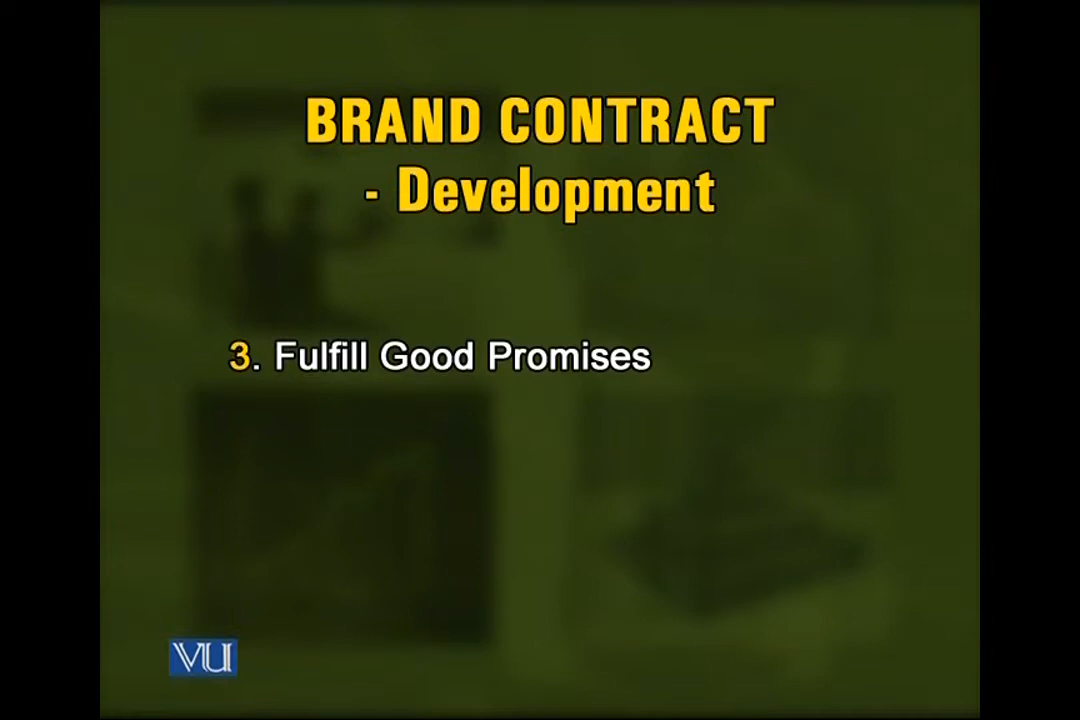 BRAND CONTRACT
- Development
3. Fulfill Good Promises
VU